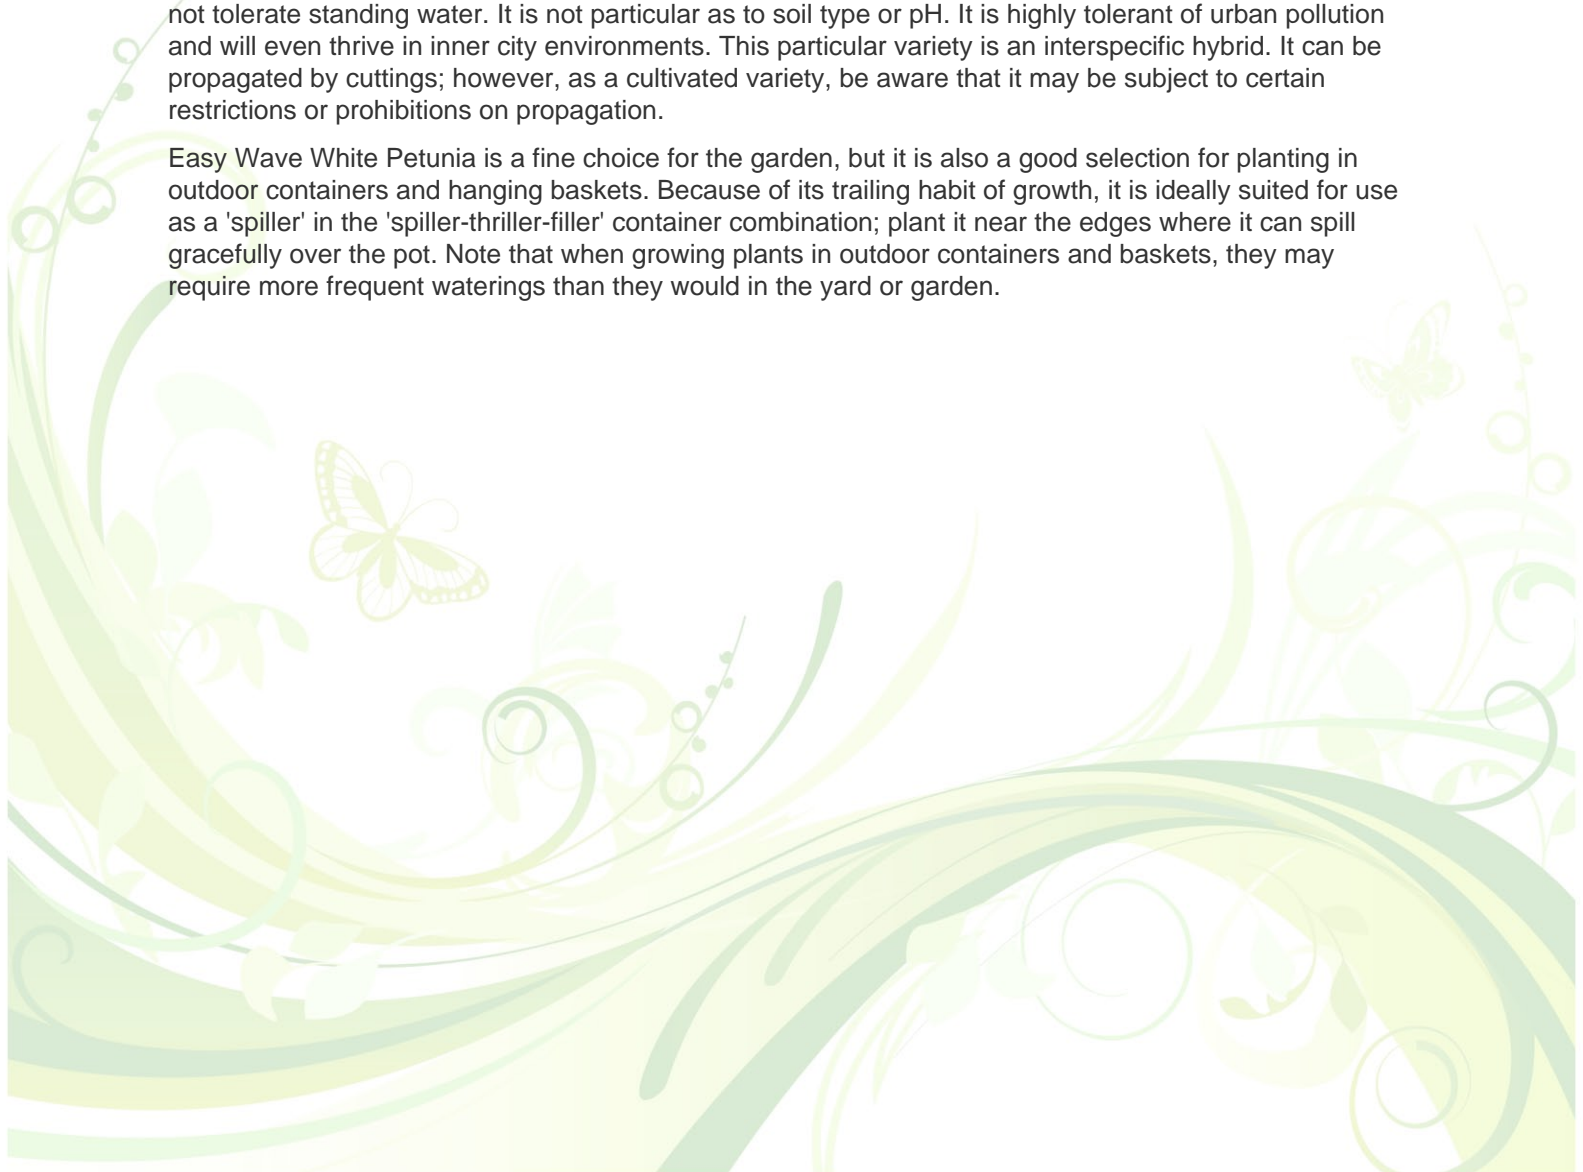 not tolerate standing water. It is not particular as to soil type or pH. It is highly tolerant of urban pollution
and will even thrive in inner city environments. This particular variety is an interspecific hybrid. It can be
propagated by cuttings; however, as a cultivated variety, be aware that it may be subject to certain
restrictions or prohibitions on propagation.
Easy Wave White Petunia is a fine choice for the garden, but it is also a good selection for planting in
outdoor containers and hanging baskets. Because of its trailing habit of growth, it is ideally suited for use
as a 'spiller' in the 'spiller-thriller-filler' container combination; plant it near the edges where it can spill
gracefully over the pot. Note that when growing plants in outdoor containers and baskets, they may
require more frequent waterings than they would in the yard or garden.